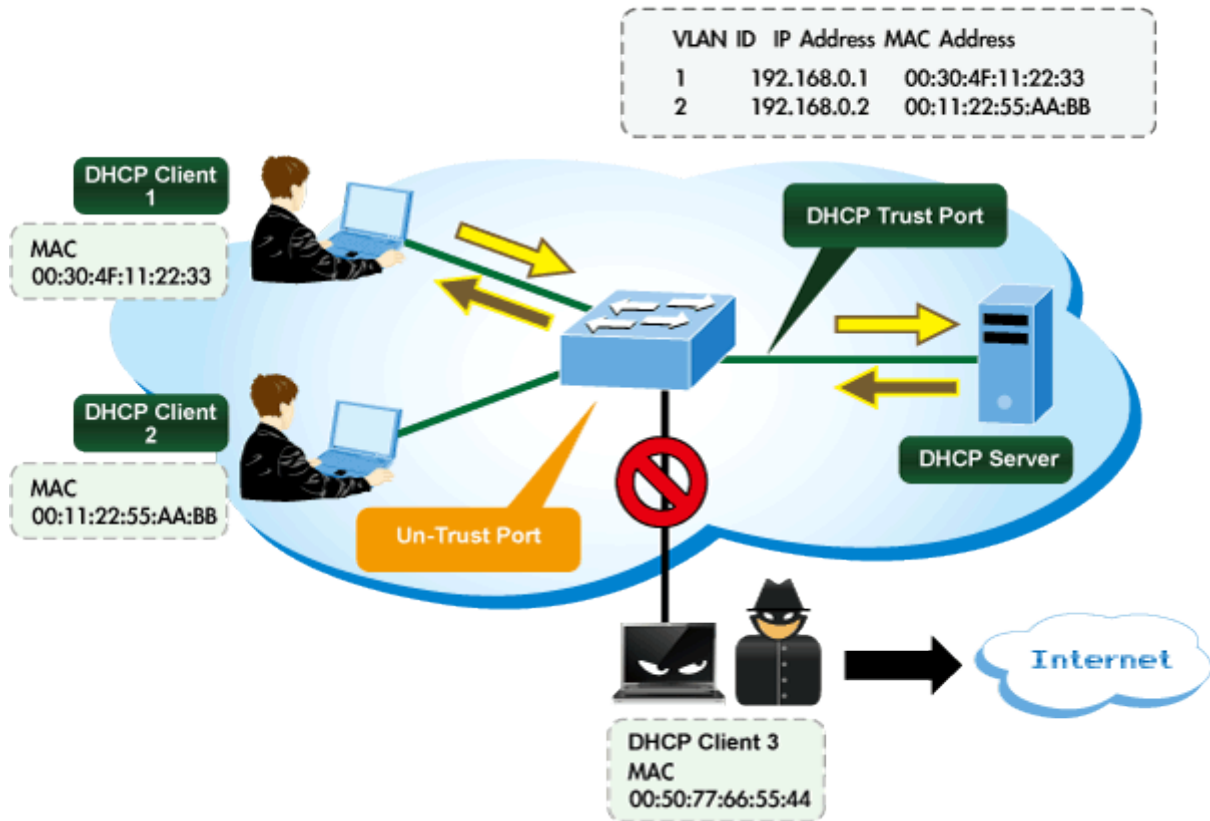 VLAN ID IP Address MAC Address
1 192.168.0.1 00:30:4F:11:22:33
2 192.168.0.2 00:11:22:55:AA:BB
DHCP Client
1
MAC
00:30:4F:11:22:33
DHCP Trust Port
DHCP Client
2
MAC
00:11:22:55:AA:BB
Un-Trust Port
DHCP Server
Internet
DHCP Client 3
MAC
00:50:77:66:55:44